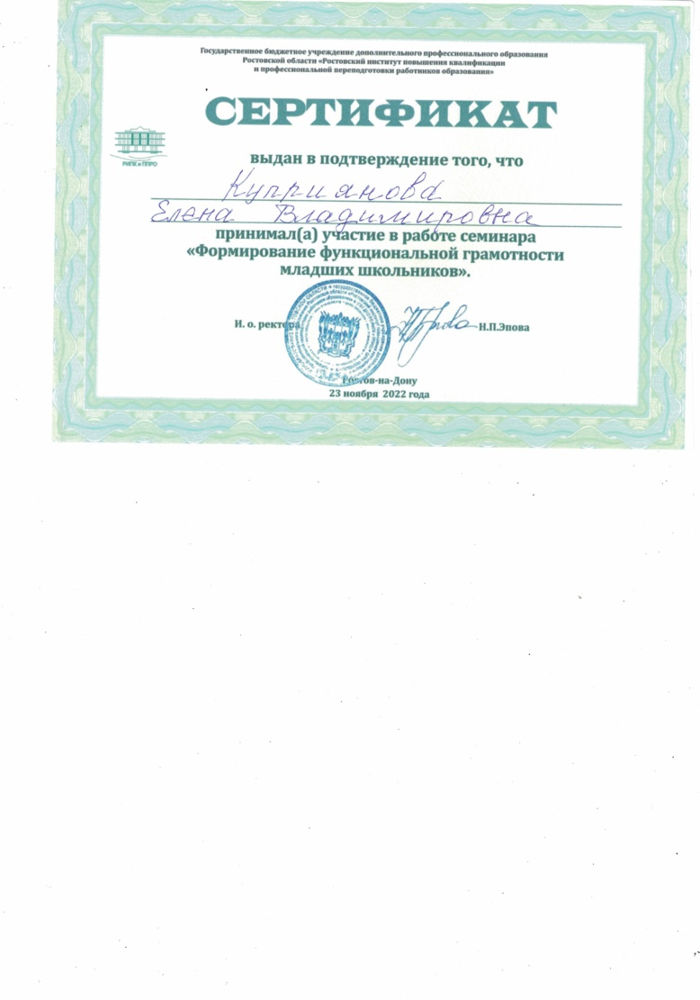 Государственное бюджетное учреждение дополнительного профессионального образования
Ростовской области «Ростовский институт повышения квалификации
и профессиональной переподготовки работников образования»
СЕРТИФИКАТ
РИПК и ППРО
выдан в подтверждение того, что
Куприянова
Елена Владимировна
принимал(а) участие в работе семинара
«Формирование функциональной грамотности
младших школьников».
И. о. ректора
Н.П.Эпова
Ростов-на-Дону
23 ноября 2022 года